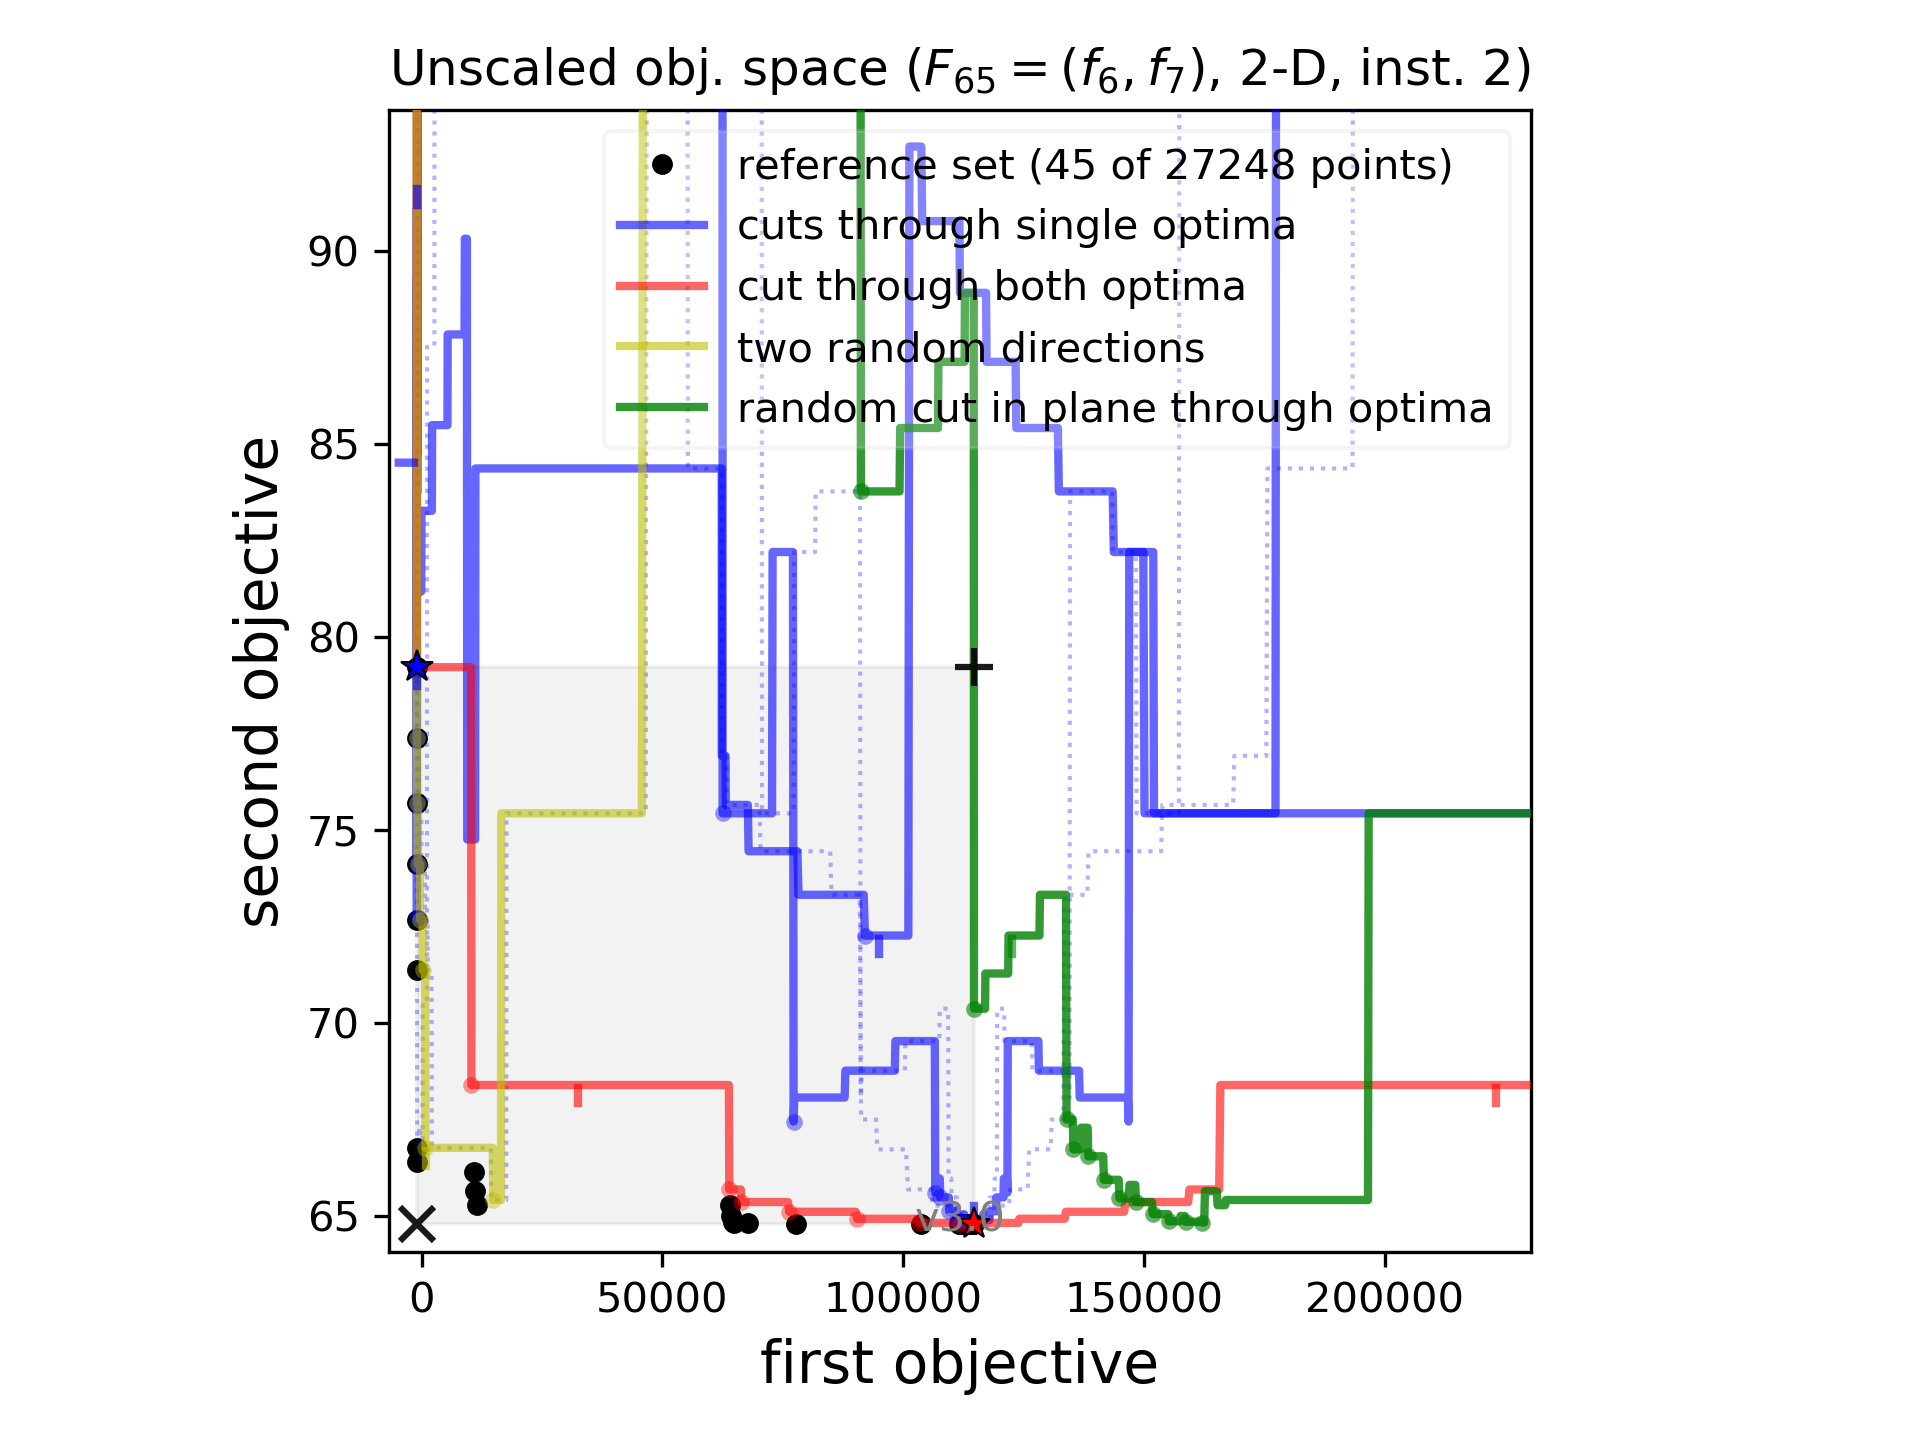 Unscaled obj. space (F65 = (f6, f7), 2-D, inst. 2)
reference set (45 of 27248 points)
cuts through single optima
cut through both optima
two random directions
random cut in plane through optima
90
85
80
75
70
65
second objective
0
50000
100000
150000
200000
first objective